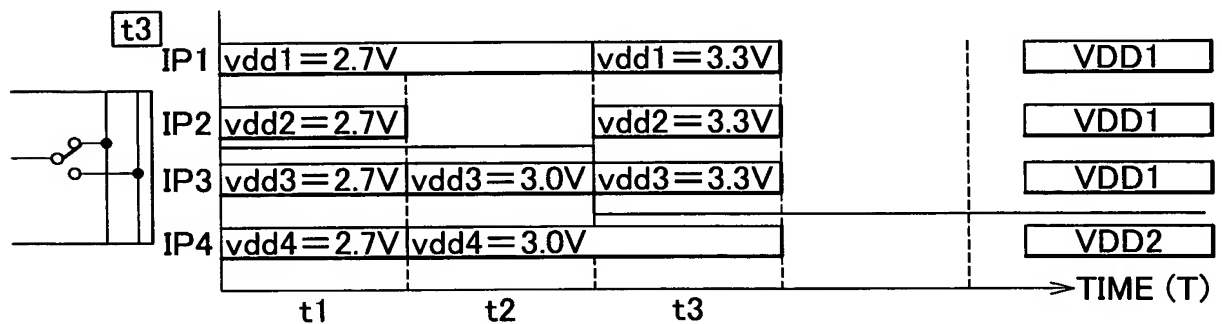 t3
IP1 vdd1=2.7V vdd1=3.3V VDD1
IP2 vdd2=2.7V vdd2=3.3V VDD1
IP3 vdd3=2.7V vdd3=3.0V vdd3=3.3V VDD1
IP4 vdd4=2.7V vdd4=3.0V VDD2
t1 t2 t3 TIME (T)